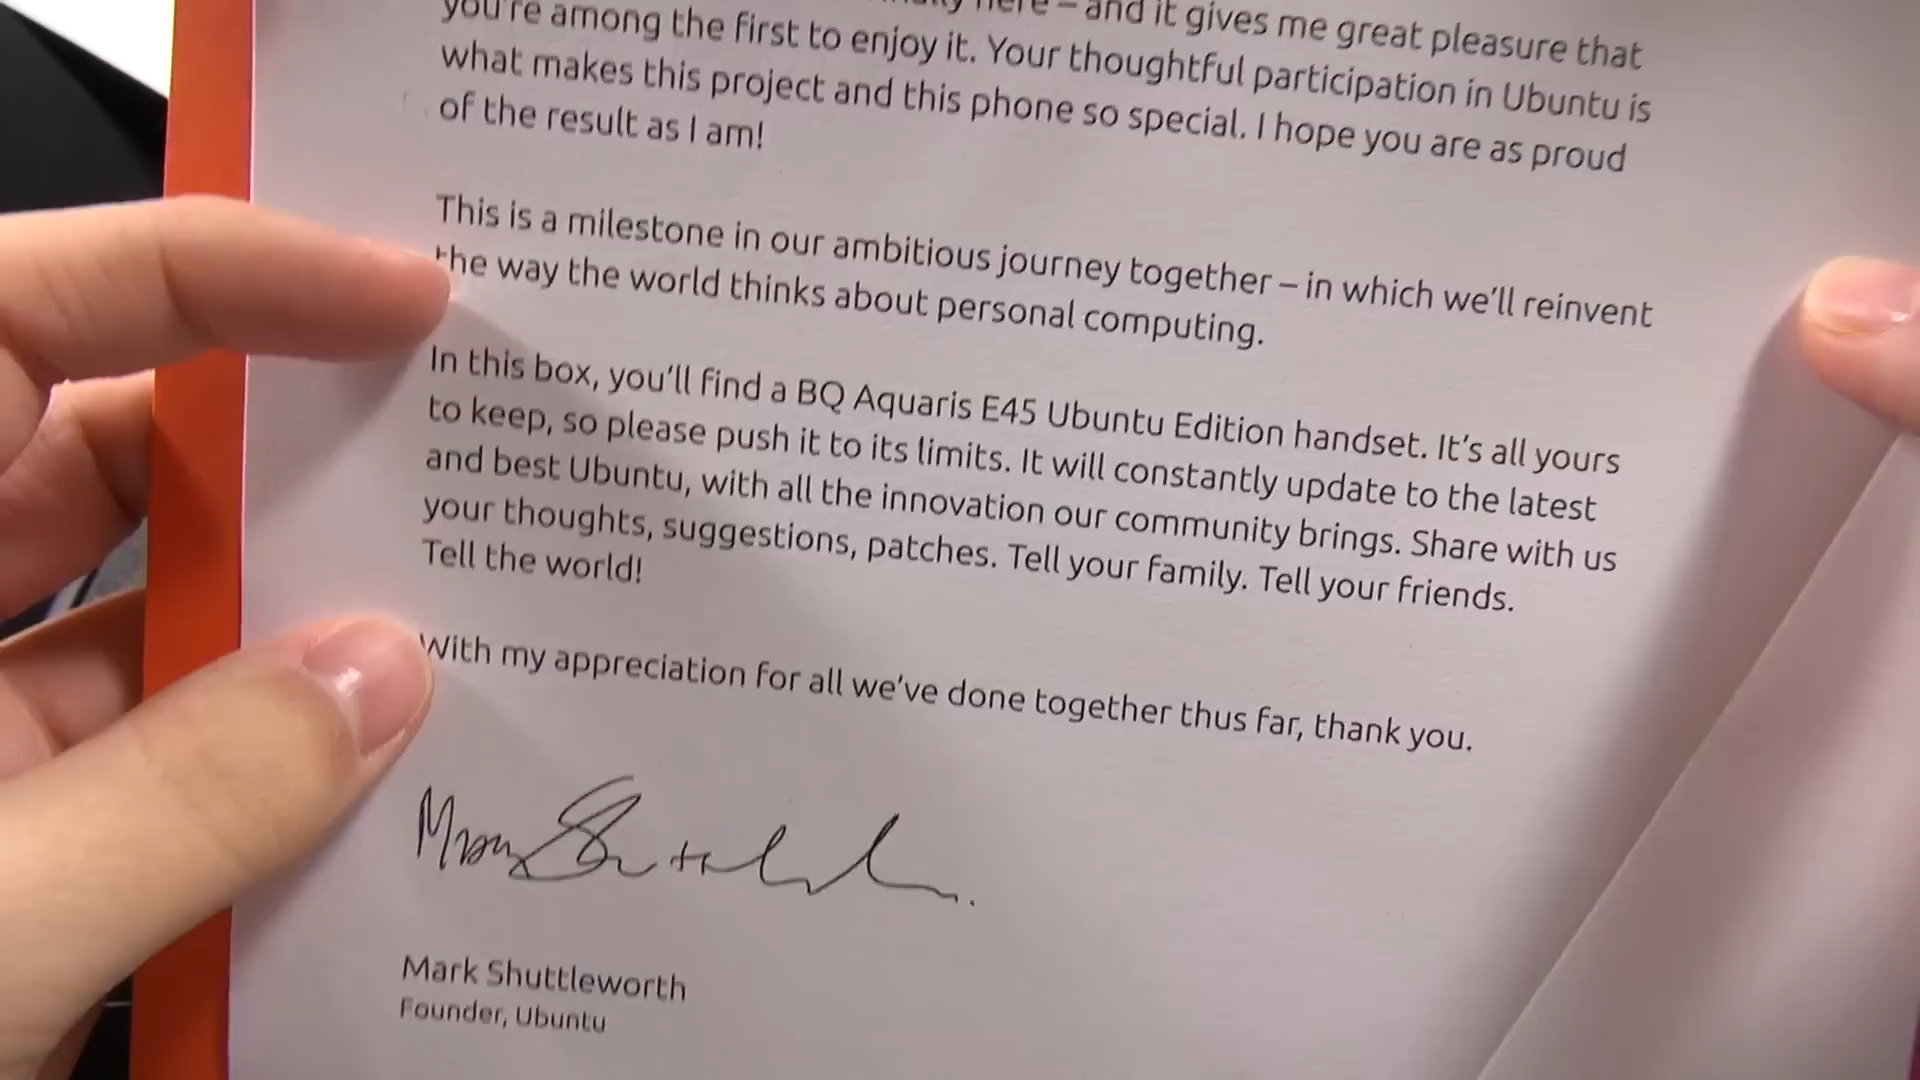 here – and it gives me great pleasure that
you're among the first to enjoy it. Your thoughtful participation in Ubuntu is
what makes this project and this phone so special. I hope you are as proud
of the result as I am!
This is a milestone in our ambitious journey together – in which we'll reinvent
the way the world thinks about personal computing.
In this box, you'll find a BQ Aquaris E45 Ubuntu Edition handset. It's all yours
to keep, so please push it to its limits. It will constantly update to the latest
and best Ubuntu, with all the innovation our community brings. Share with us
your thoughts, suggestions, patches. Tell your family. Tell your friends.
Tell the world!
With my appreciation for all we've done together thus far, thank you.
Mark Shuttleworth
Founder, Ubuntu